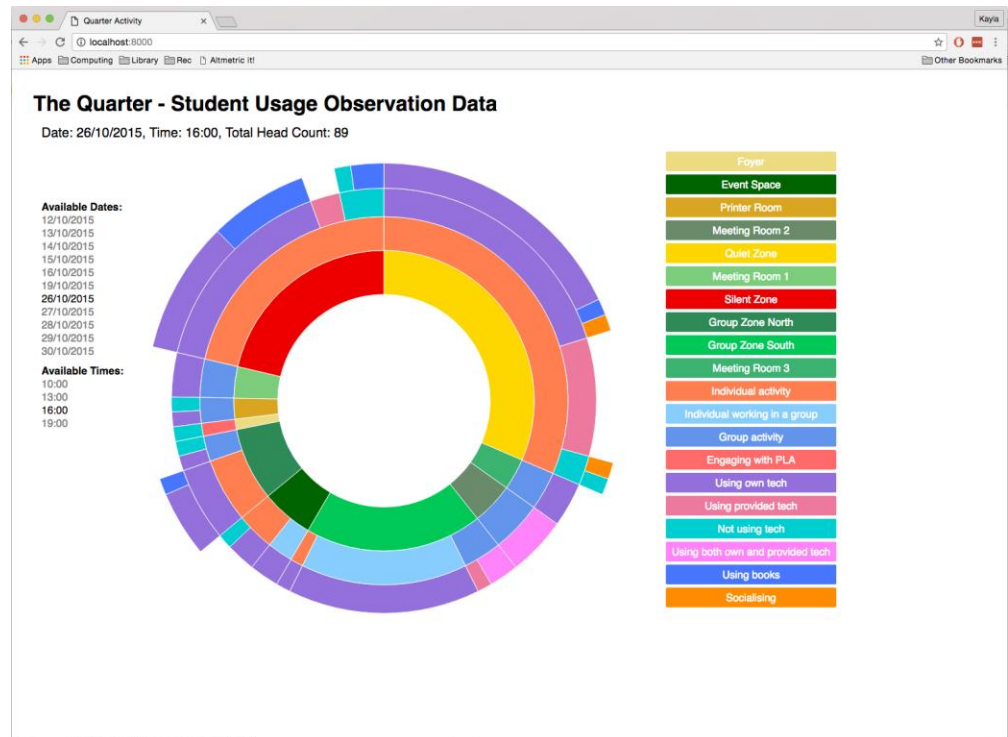 Quarter Activity
Kayla
localhost:8000
Apps Computing Library Rec Altmetric it! Other Bookmarks
The Quarter - Student Usage Observation Data
Date: 26/10/2015, Time: 16:00, Total Head Count: 89
Available Dates:
12/10/2015
13/10/2015
14/10/2015
15/10/2015
16/10/2015
19/10/2015
26/10/2015
27/10/2015
28/10/2015
29/10/2015
30/10/2015
Available Times:
10:00
13:00
16:00
19:00
Foyer
Event Space
Printer Room
Meeting Room 2
Quiet Zone
Meeting Room 1
Silent Zone
Group Zone North
Group Zone South
Meeting Room 3
Individual activity
Individual working in a group
Group activity
Engaging with PLA
Using own tech
Using provided tech
Not using tech
Using both own and provided tech
Using books
Socialising